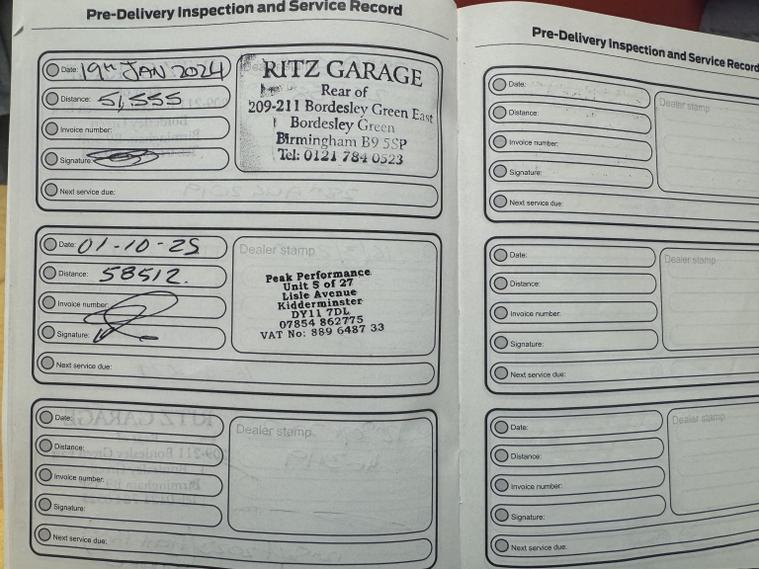 Pre-Delivery Inspection and Service Record
Date: 19th JAN 2024
Distance: 51,555
Invoice number:
Signature:
Next service due:
RITZ GARAGE
Rear of
209-211 Bordesley Green East
Bordesley Green
Birmingham B9 5SP
Tel: 0121 784 0523
Date: 01-10-25
Distance: 58512.
Invoice number:
Signature:
Next service due:
Dealer stamp
Peak Performance
Unit 5 of 27
Lisle Avenue
Kidderminster
DY11 7DL
07854 862775
VAT No: 889 6487 33
Date:
Distance:
Invoice number:
Signature:
Next service due:
Dealer stamp
Pre-Delivery Inspection and Service Record
Date:
Distance:
Invoice number:
Signature:
Next service due:
Dealer stamp
Date:
Distance:
Invoice number:
Signature:
Next service due:
Dealer stamp
Date:
Distance:
Invoice number:
Signature:
Next service due:
Dealer stamp